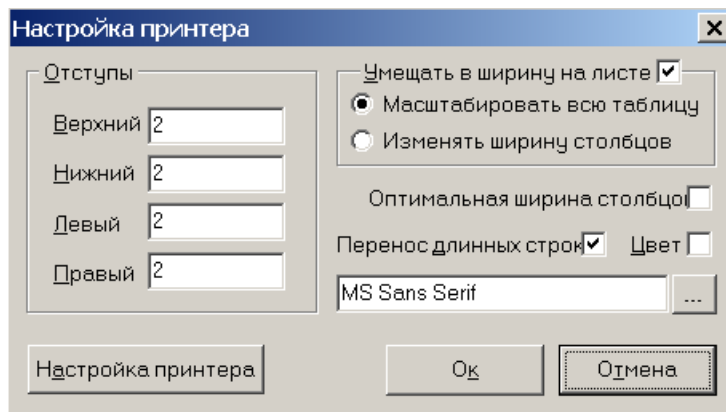 Настройка принтера
Отступы
Верхний 2
Нижний 2
Левый 2
Правый 2
Умещать в ширину на листе
Масштабировать всю таблицу
Изменять ширину столбцов
Оптимальная ширина столбцо
Перенос длинных строк Цвет
MS Sans Serif ...
Настройка принтера Ок Отмена